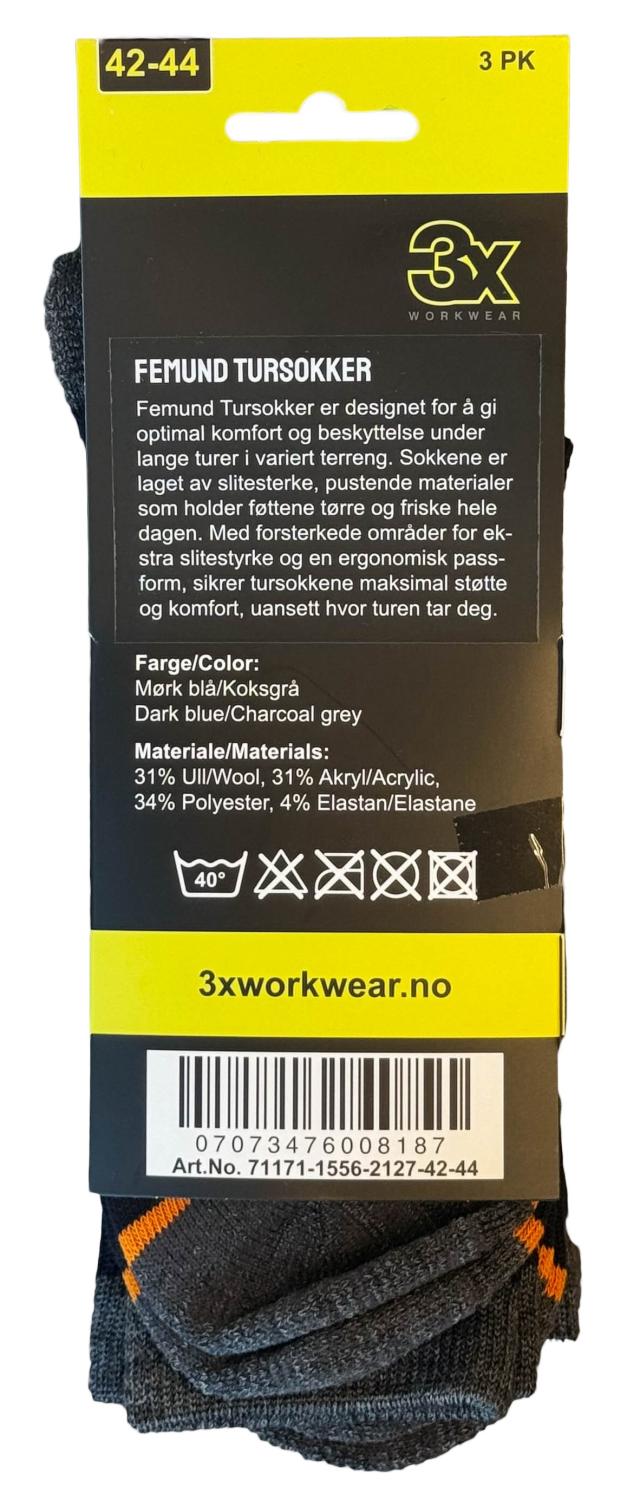 42-44
3 PK
3x
WORKWEAR
FEMUND TURSOKKER
Femund Tursokker er designet for å gi
optimal komfort og beskyttelse under
lange turer i variert terreng. Sokkene er
laget av slitesterke, pustende materialer
som holder føttene tørre og friske hele
dagen. Med forsterkede områder for ek-
stra slitestyrke og en ergonomisk pass-
form, sikrer tursokkene maksimal støtte
og komfort, uansett hvor turen tar deg.
Farge/Color:
Mørk blå/Koksgrå
Dark blue/Charcoal grey
Materiale/Materials:
31% Ull/Wool, 31% Akryl/Acrylic,
34% Polyester, 4% Elastan/Elastane
40°
3xworkwear.no
07073476008187
Art.No. 71171-1556-2127-42-44